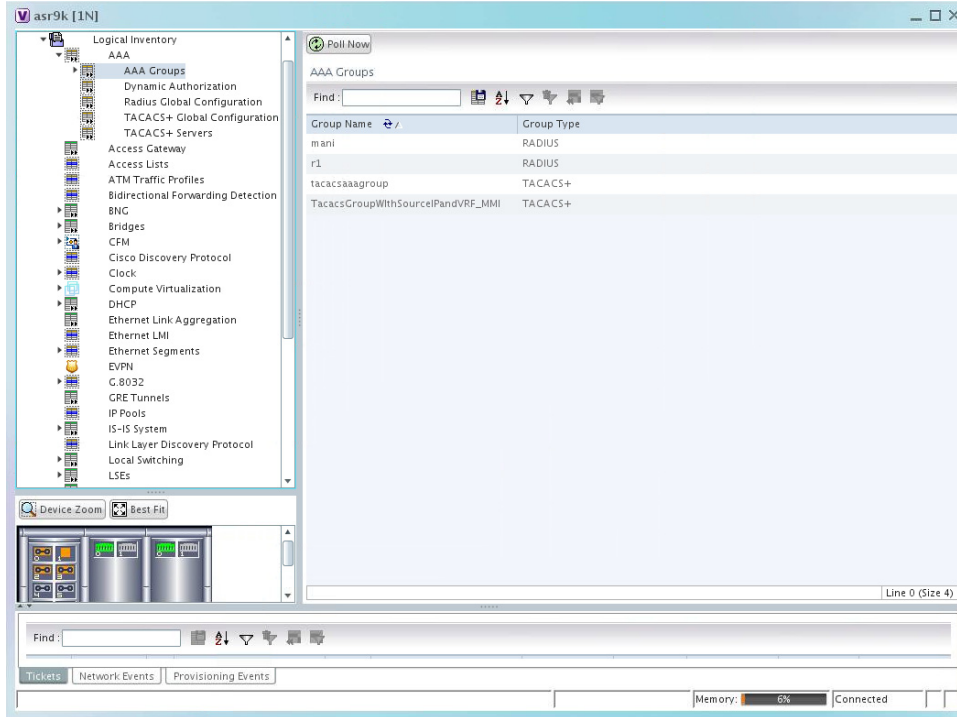 asr9k [1N]
Logical Inventory
AAA
AAA Groups
Dynamic Authorization
Radius Global Configuration
TACACS+ Global Configuration
TACACS+ Servers
Access Gateway
Access Lists
ATM Traffic Profiles
Bidirectional Forwarding Detection
BNG
Bridges
CFM
Cisco Discovery Protocol
Clock
Compute Virtualization
DHCP
Ethernet Link Aggregation
Ethernet LMI
Ethernet Segments
EVPN
G.8032
GRE Tunnels
IP Pools
IS-IS System
Link Layer Discovery Protocol
Local Switching
LSEs
Device Zoom Best Fit
Poll Now
AAA Groups
Find :
Group Name Group Type
mani RADIUS
r1 RADIUS
tacacsaaagroup TACACS+
TacacsGroupWIthSourceIPandVRF_MMI TACACS+
Line 0 (Size 4)
Find :
Tickets Network Events Provisioning Events
Memory: 6% Connected